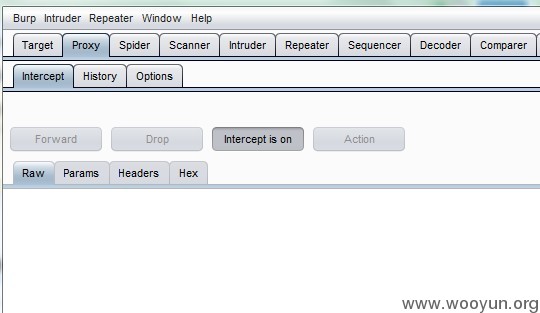 Burp Intruder Repeater Window Help
Target Proxy Spider Scanner Intruder Repeater Sequencer Decoder Comparer
Intercept History Options
Forward Drop Intercept is on Action
Raw Params Headers Hex
www.wooyun.org